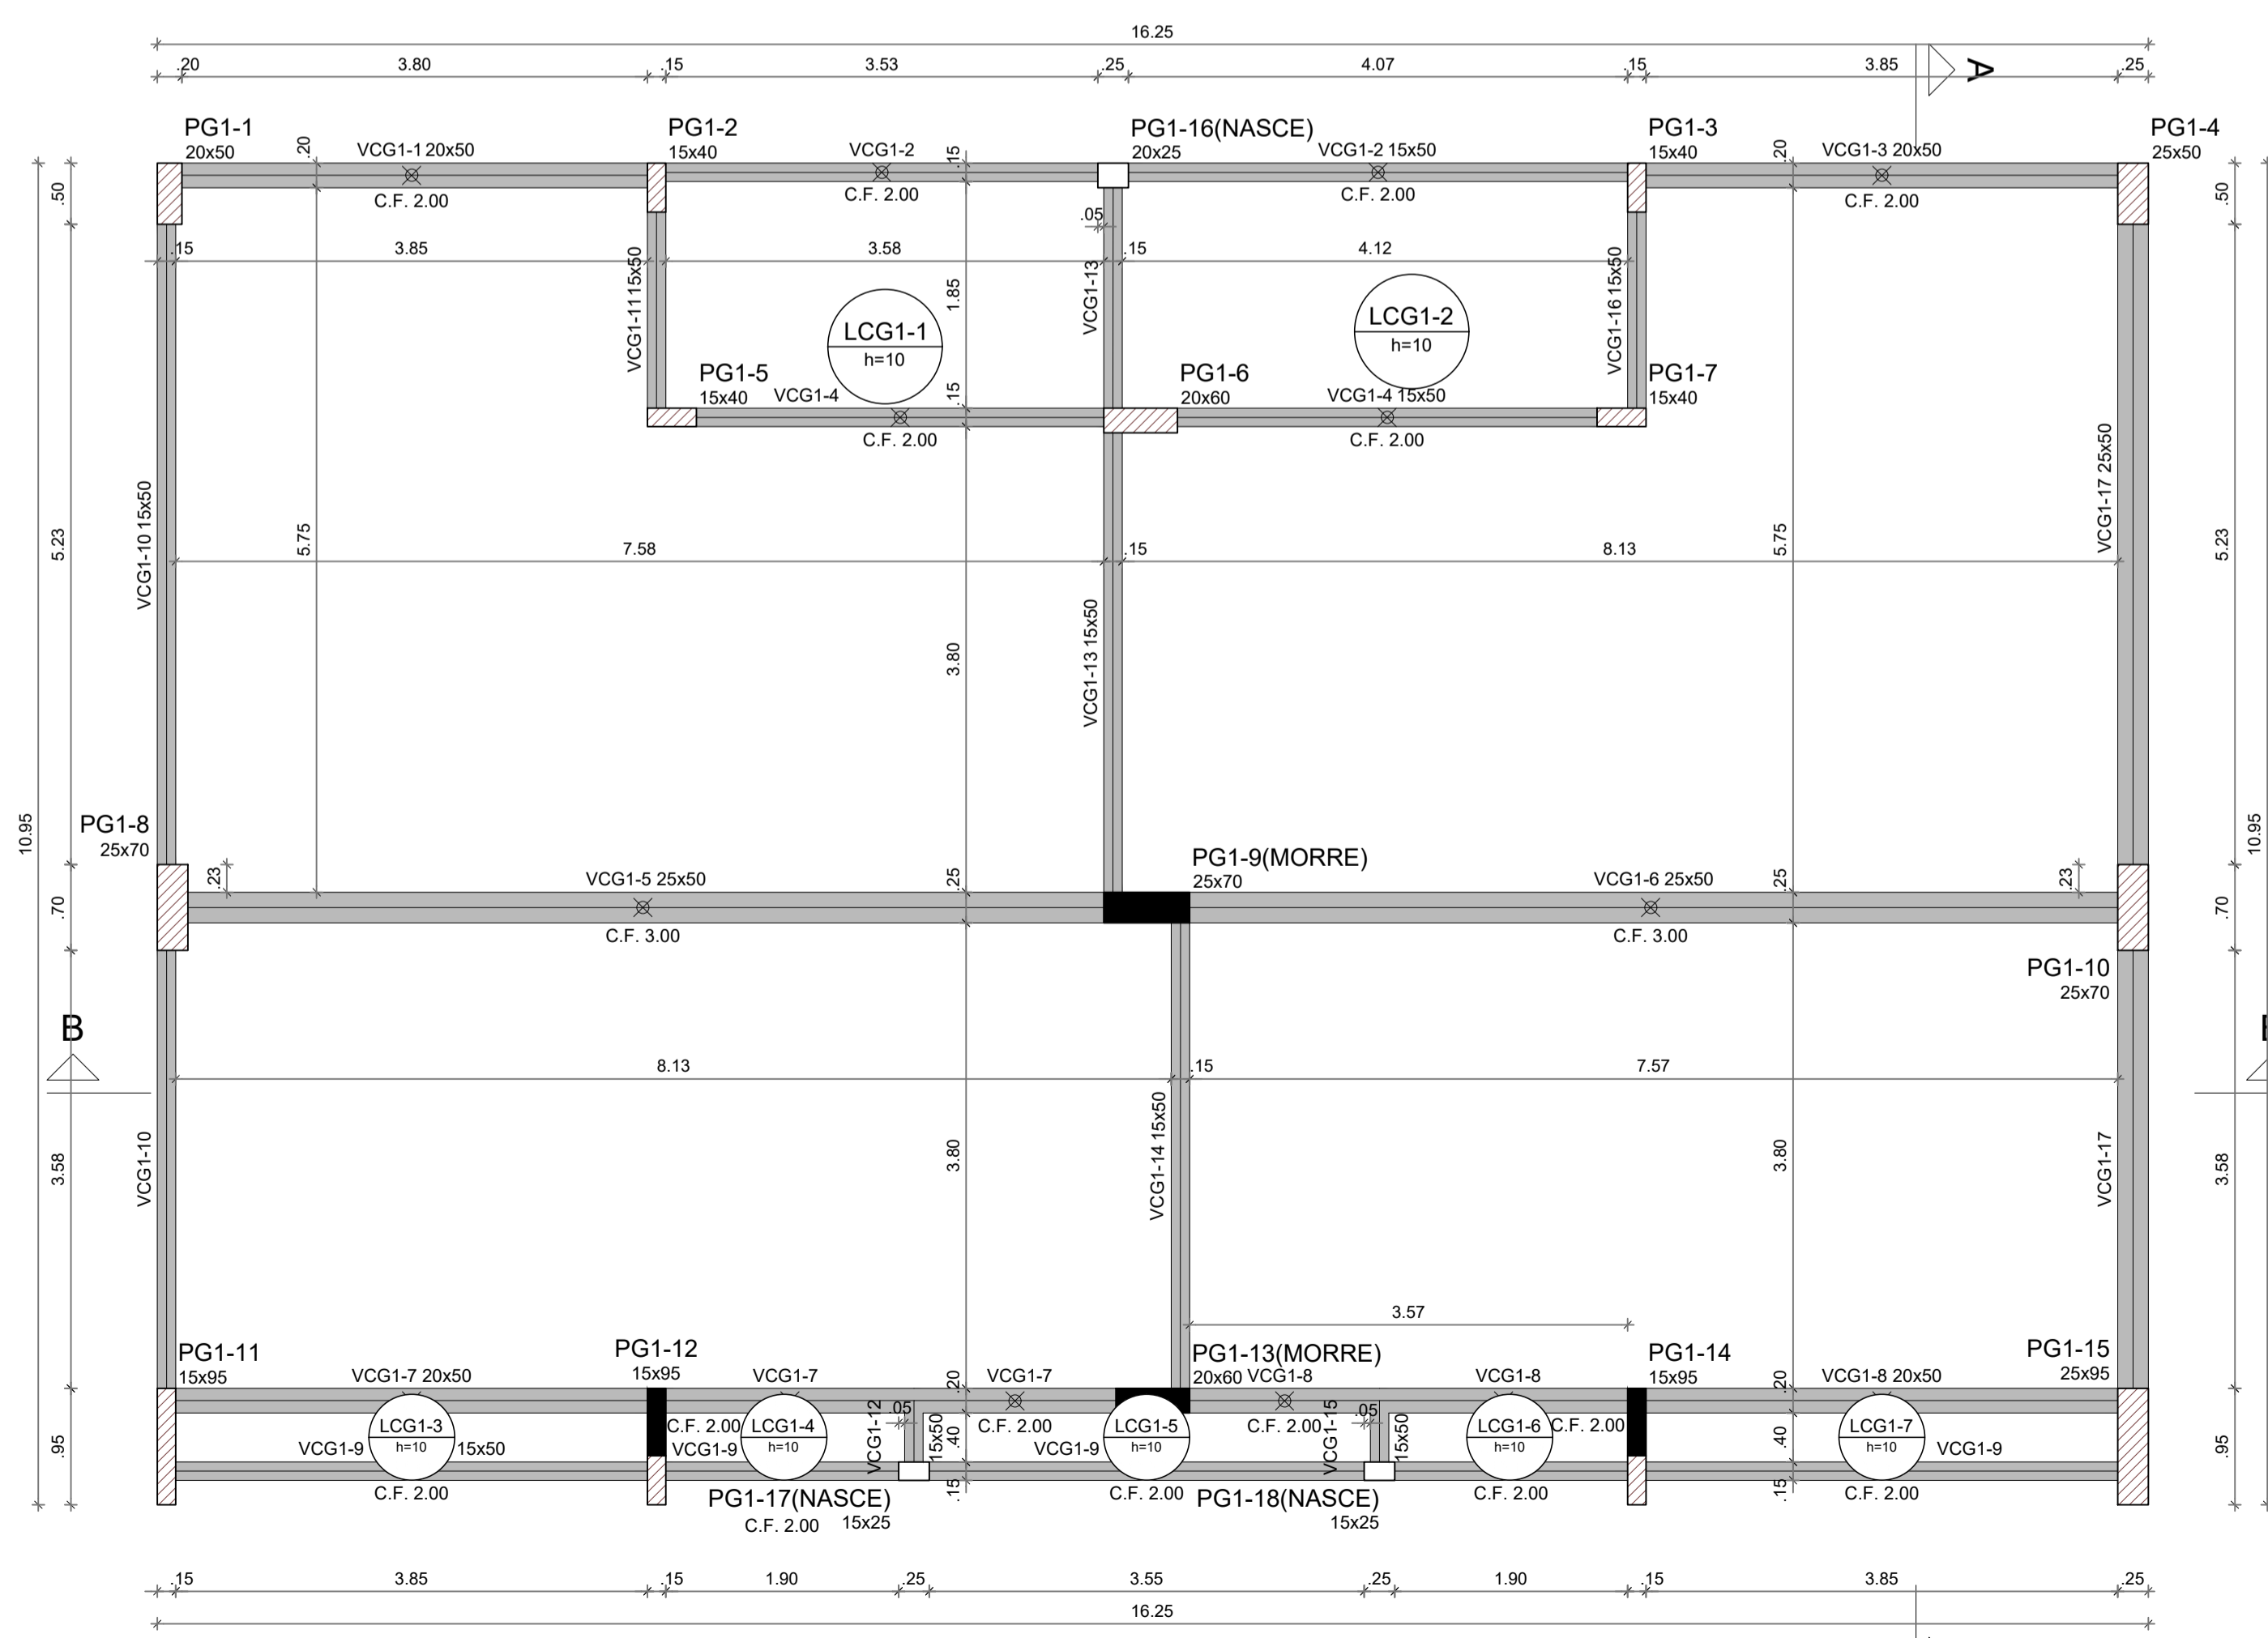 16.25
.20 3.80 .15 3.53 .25 4.07 .15 3.85 .25
A
PG1-1
20x50
.20
VCG1-1 20x50
C.F. 2.00
PG1-2
15x40
VCG1-2
C.F. 2.00
.15
PG1-16(NASCE)
20x25
VCG1-2 15x50
C.F. 2.00
PG1-3
15x40
.20
VCG1-3 20x50
C.F. 2.00
PG1-4
25x50
.50
.50
.05
.15 3.85 3.58 .15 4.12
VCG1-11 15x50
1.85
VCG1-13
VCG1-16 15x50
LCG1-1
h=10
LCG1-2
h=10
PG1-5
15x40
VCG1-4
C.F. 2.00
.15
PG1-6
20x60
VCG1-4 15x50
C.F. 2.00
PG1-7
15x40
VCG1-10 15x50
VCG1-17 25x50
5.23
5.75
7.58 .15 8.13
5.75
5.23
3.80
VCG1-13 15x50
10.95
10.95
PG1-8
25x70
.23
.70
VCG1-5 25x50
C.F. 3.00
.25
PG1-9(MORRE)
25x70
VCG1-6 25x50
C.F. 3.00
.25
.23
.70
PG1-10
25x70
B
8.13 .15 7.57
VCG1-10
3.58
3.80
VCG1-14 15x50
3.80
VCG1-17
3.58
3.57
PG1-11
15x95
VCG1-7 20x50
PG1-12
15x95
VCG1-7
VCG1-7
.20
PG1-13(MORRE)
20x60
VCG1-8
VCG1-8
PG1-14
15x95
VCG1-8 20x50
.20
PG1-15
25x95
.95
VCG1-9
LCG1-3
h=10
15x50
C.F. 2.00
C.F. 2.00
VCG1-9
LCG1-4
h=10
VCG1-12
.05
15x50
.40
C.F. 2.00
VCG1-9
LCG1-5
h=10
C.F. 2.00
C.F. 2.00
VCG1-15
.05
15x50
LCG1-6
h=10
C.F. 2.00
C.F. 2.00
.40
LCG1-7
h=10
VCG1-9
C.F. 2.00
.95
.15
.15
PG1-17(NASCE)
C.F. 2.00 15x25
PG1-18(NASCE)
15x25
.15 3.85 .15 1.90 .25 3.55 .25 1.90 .15 3.85 .25
16.25